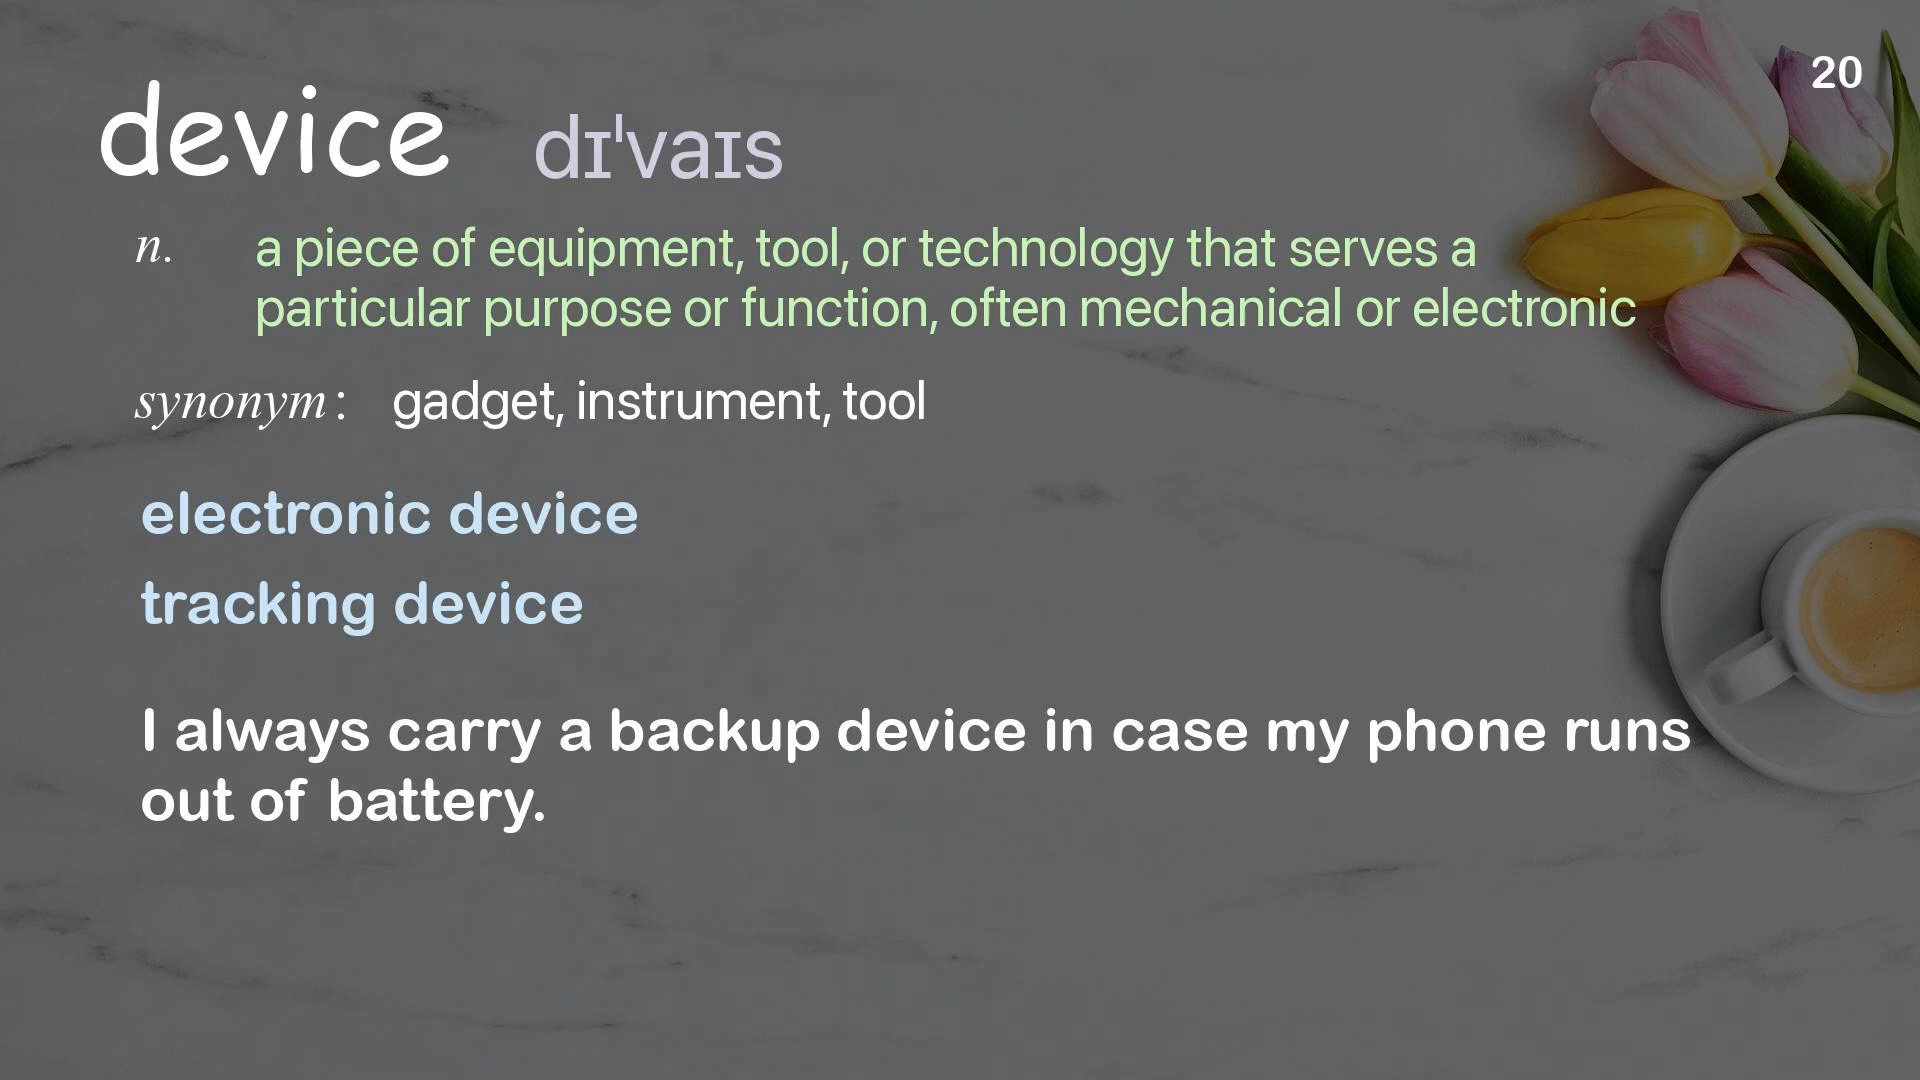 20
device dɪˈvaɪs
n. a piece of equipment, tool, or technology that serves a
particular purpose or function, often mechanical or electronic
synonym: gadget, instrument, tool
electronic device
tracking device
I always carry a backup device in case my phone runs
out of battery.